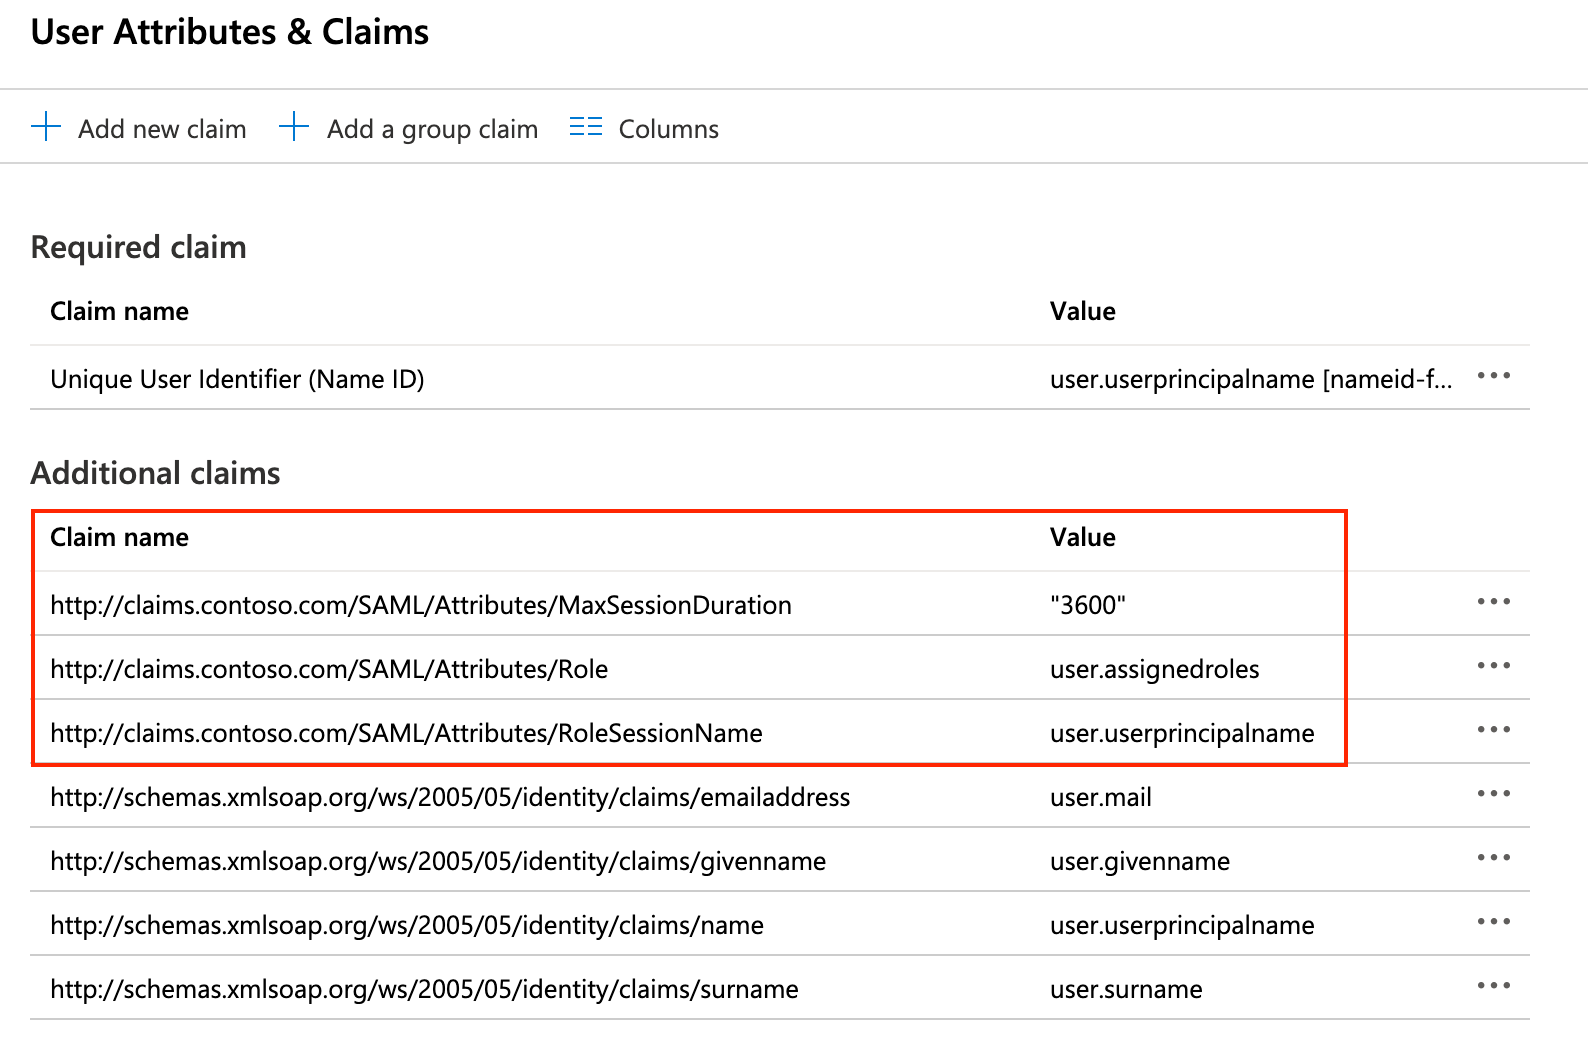 User Attributes & Claims
Add new claim Add a group claim Columns
Required claim
Claim name Value
Unique User Identifier (Name ID) user.userprincipalname [nameid-f...
Additional claims
Claim name Value
http://claims.contoso.com/SAML/Attributes/MaxSessionDuration "3600"
http://claims.contoso.com/SAML/Attributes/Role user.assignedroles
http://claims.contoso.com/SAML/Attributes/RoleSessionName user.userprincipalname
http://schemas.xmlsoap.org/ws/2005/05/identity/claims/emailaddress user.mail
http://schemas.xmlsoap.org/ws/2005/05/identity/claims/givenname user.givenname
http://schemas.xmlsoap.org/ws/2005/05/identity/claims/name user.userprincipalname
http://schemas.xmlsoap.org/ws/2005/05/identity/claims/surname user.surname